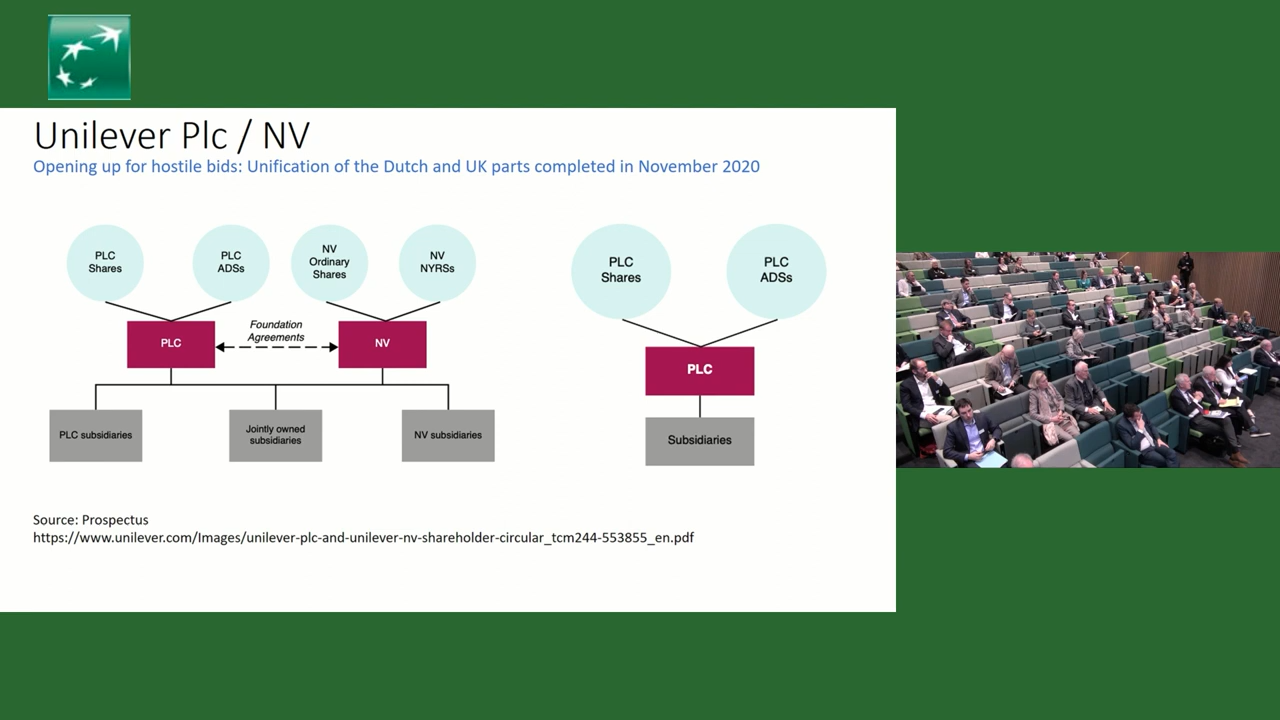 Unilever Plc / NV
Opening up for hostile bids: Unification of the Dutch and UK parts completed in November 2020
PLC
Shares
PLC
ADSs
NV
Ordinary
Shares
NV
NYRSs
Foundation
Agreements
PLC
NV
PLC subsidiaries
Jointly owned
subsidiaries
NV subsidiaries
PLC
Shares
PLC
ADSs
PLC
Subsidiaries
Source: Prospectus
https://www.unilever.com/Images/unilever-plc-and-unilever-nv-shareholder-circular_tcm244-553855_en.pdf